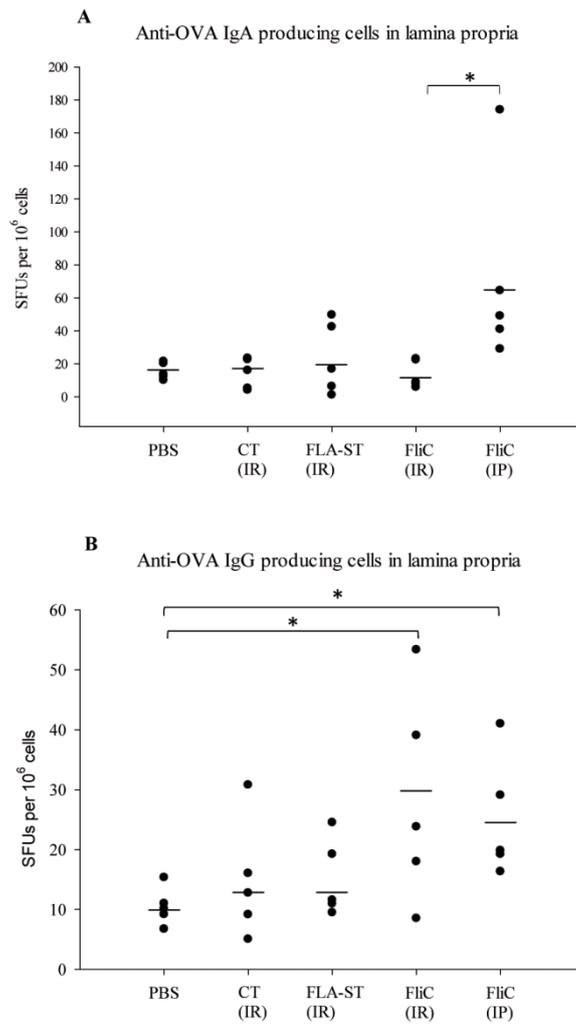 A
Anti-OVA IgA producing cells in lamina propria
*
200
180
160
140
120
100
80
60
40
20
0
SFUs per 10⁶ cells
PBS CT FLA-ST FliC FliC
(IR) (IR) (IR) (IP)
B
Anti-OVA IgG producing cells in lamina propria
*
*
60
50
40
30
20
10
0
SFUs per 10⁶ cells
PBS CT FLA-ST FliC FliC
(IR) (IR) (IR) (IP)